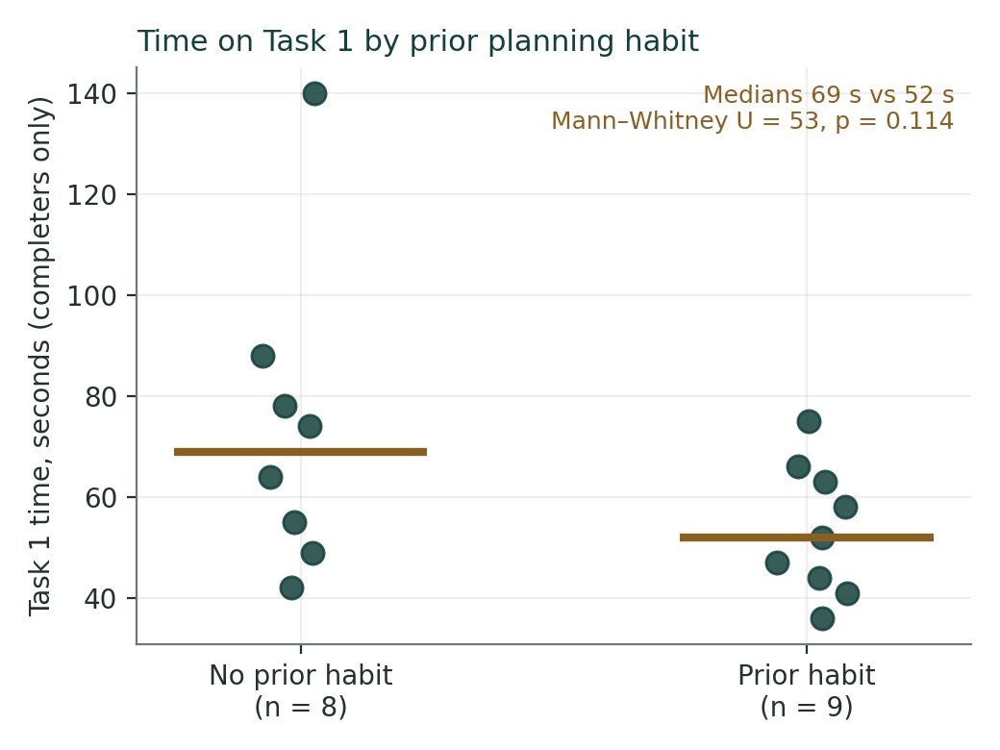 Time on Task 1 by prior planning habit
Medians 69 s vs 52 s
Mann–Whitney U = 53, p = 0.114
Task 1 time, seconds (completers only)
140
120
100
80
60
40
No prior habit
(n = 8)
Prior habit
(n = 9)